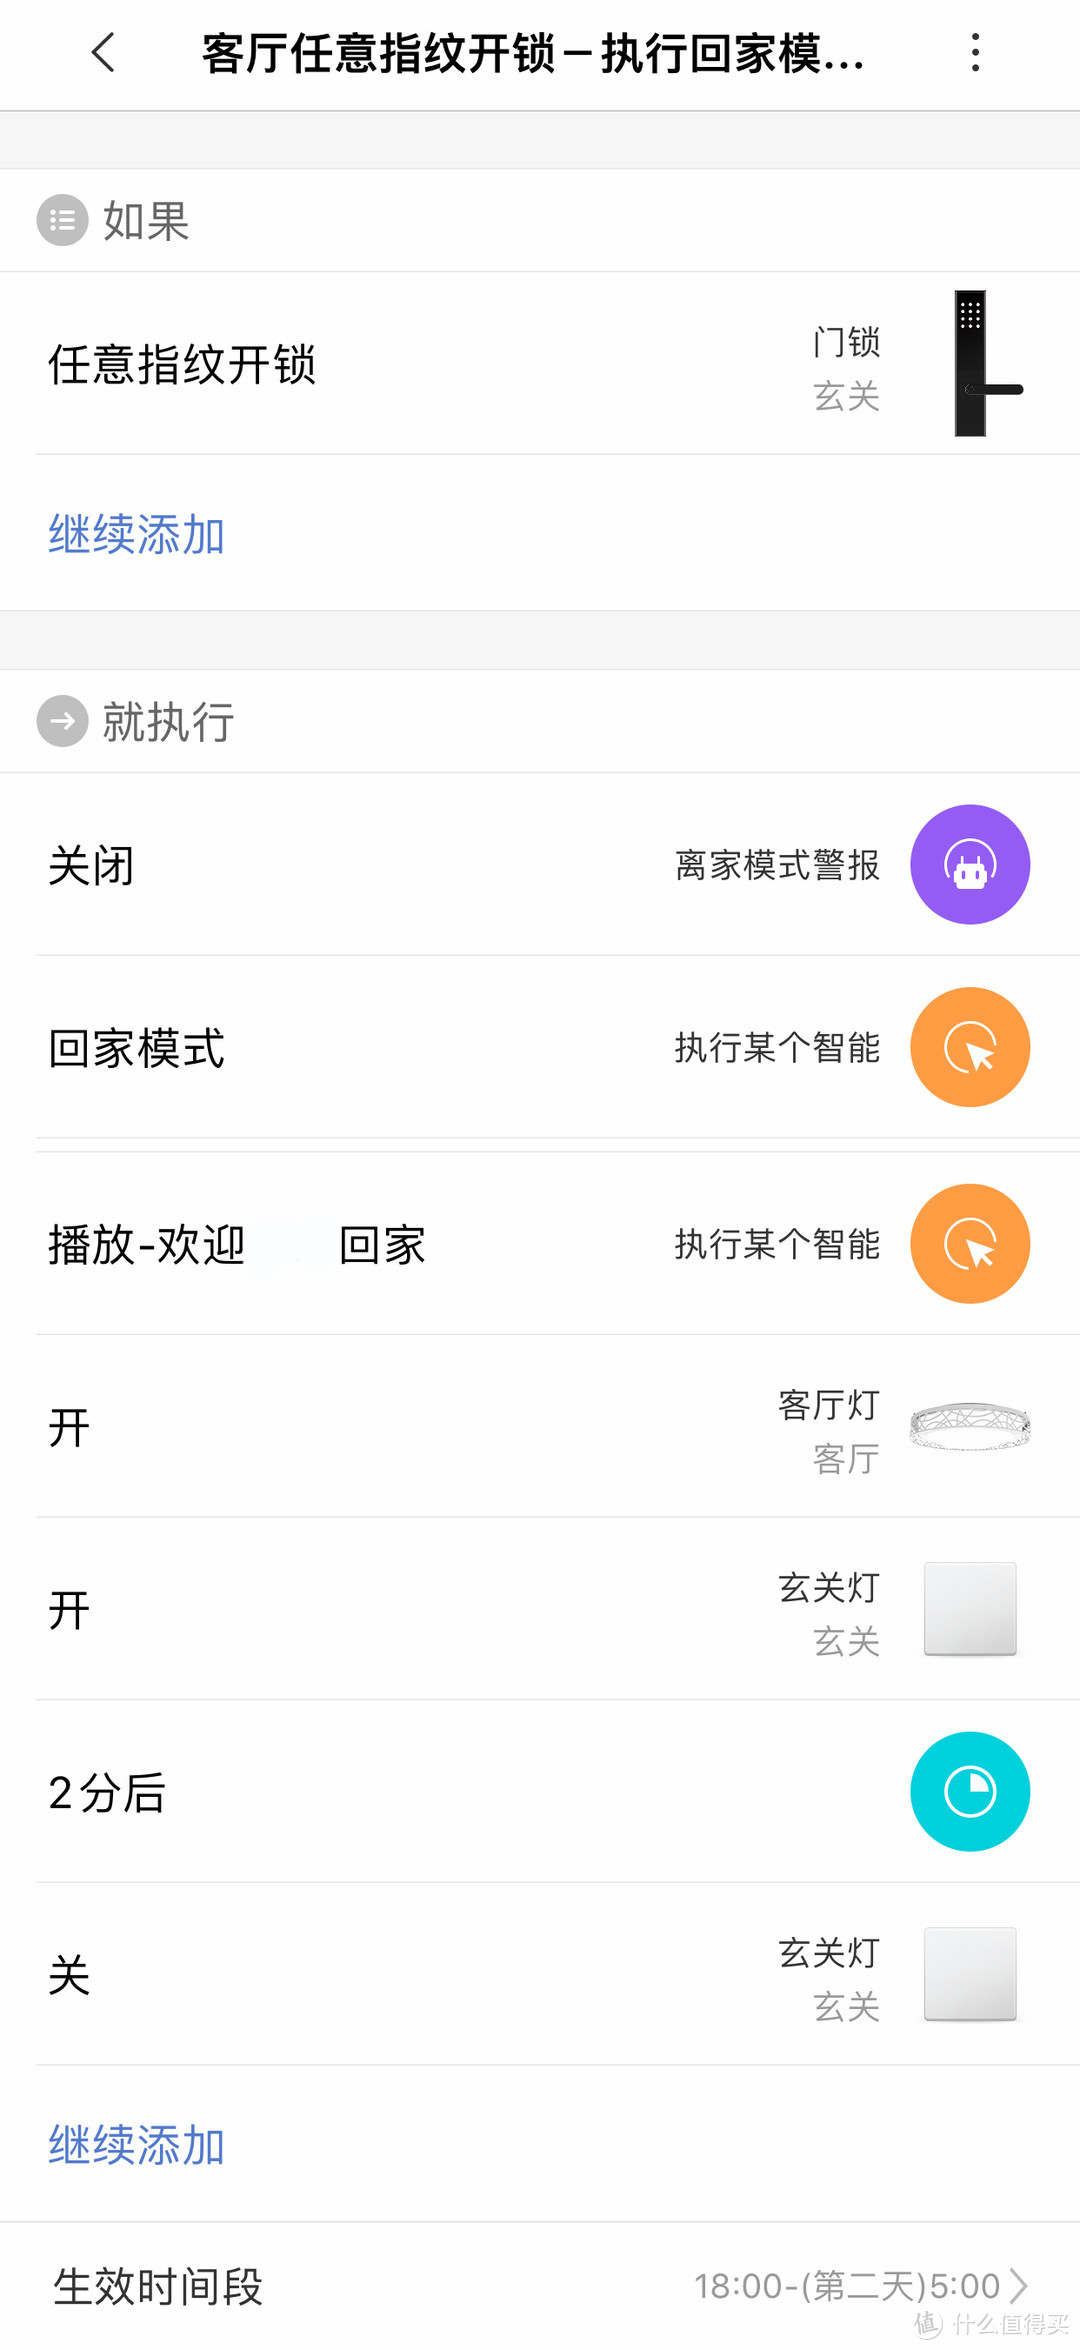 客厅任意指纹开锁－执行回家模...
如果
任意指纹开锁
门锁
玄关
继续添加
就执行
关闭
离家模式警报
回家模式
执行某个智能
播放-欢迎 回家
执行某个智能
开
客厅灯
客厅
开
玄关灯
玄关
2分后
关
玄关灯
玄关
继续添加
生效时间段
18:00-(第二天)5:00
值 什么值得买